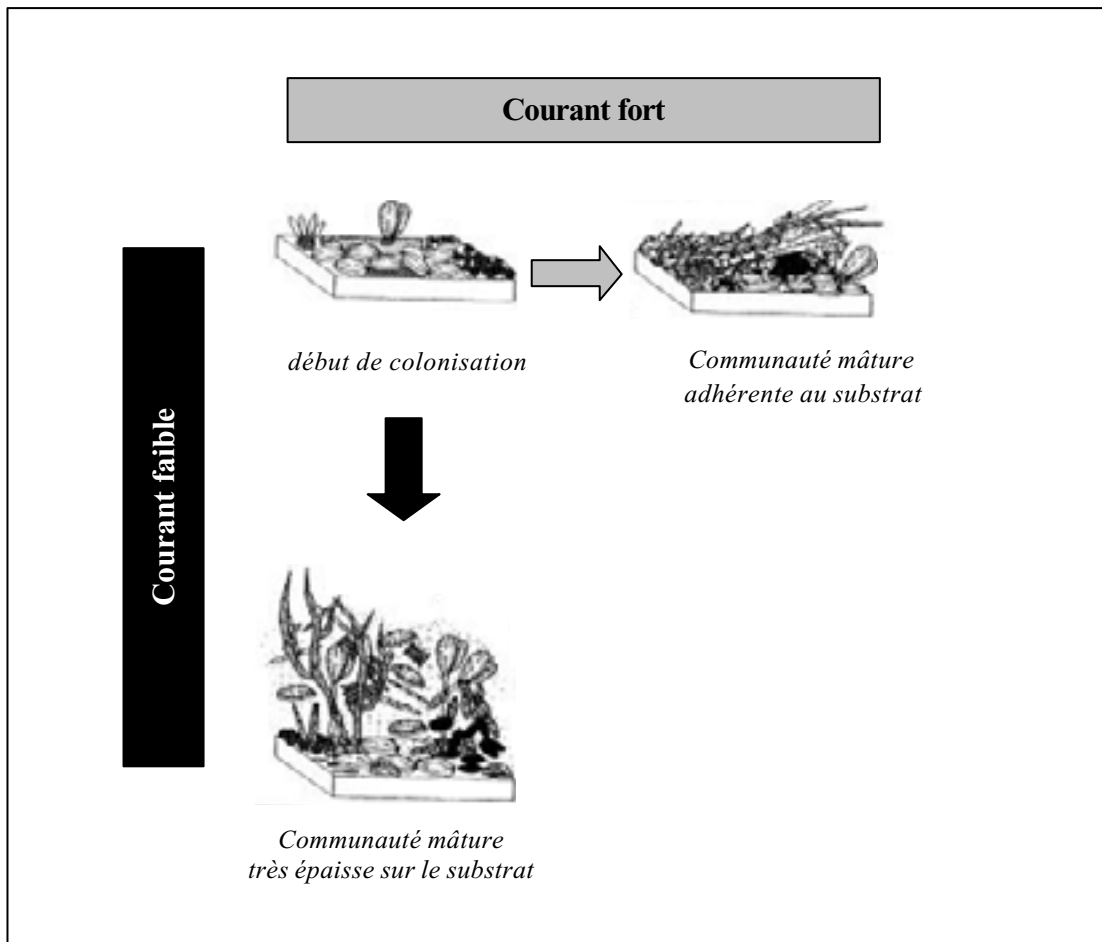 Courant fort
début de colonisation
Communauté mâture
adhérente au substrat
Courant faible
Communauté mâture
très épaisse sur le substrat